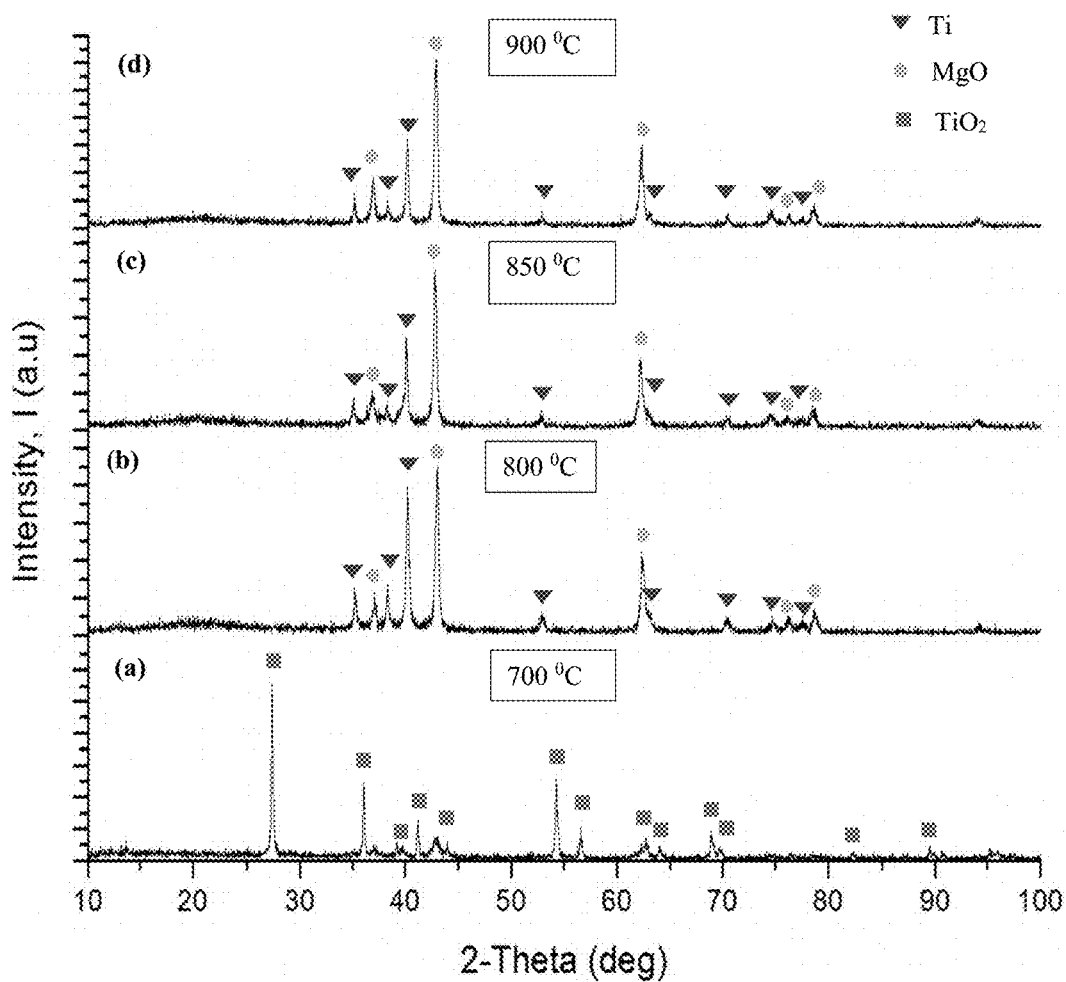 (d)
900 ⁰C
Ti
MgO
TiO₂
(c)
850 ⁰C
(b)
800 ⁰C
(a)
700 ⁰C
Intensity, I (a.u)
10 20 30 40 50 60 70 80 90 100
2-Theta (deg)